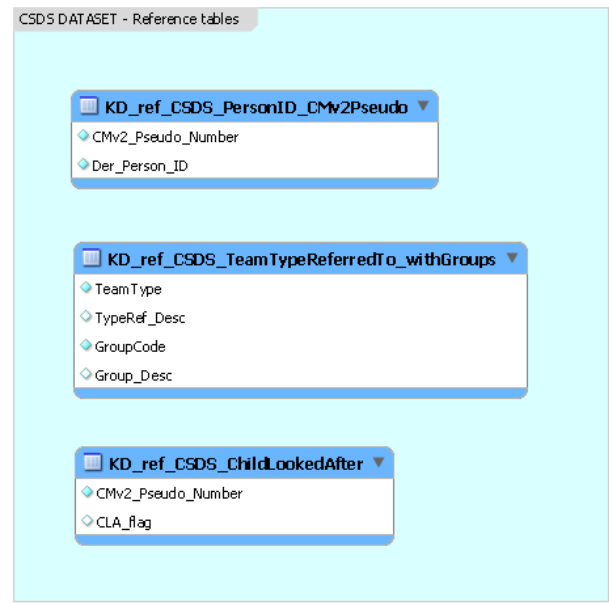 CSDS DATASET - Reference tables
KD_ref_CSDS_PersonID_CMv2Pseudo
CMv2_Pseudo_Number
Der_Person_ID
KD_ref_CSDS_TeamTypeReferredTo_withGroups
TeamType
TypeRef_Desc
GroupCode
Group_Desc
KD_ref_CSDS_ChildLookedAfter
CMv2_Pseudo_Number
CLA_flag